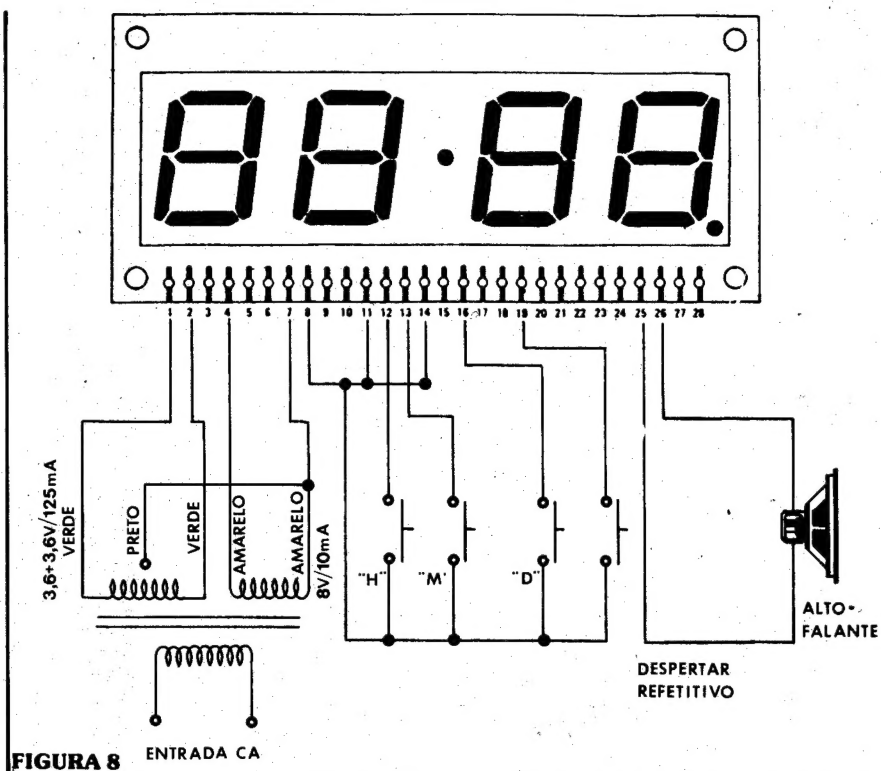 88·98.
1 2 3 4 5 6 7 8 9 10 11 12 13 14 15 16 17 18 19 20 21 22 23 24 25 26 27 28
3,6+3,6V/125mA
VERDE
PRETO
VERDE
AMARELO
AMARELO
8V/10mA
"H"
"M'
"D"
ALTO-
FALANTE
DESPERTAR
REFETITIVO
ENTRADA CA
FIGURA 8